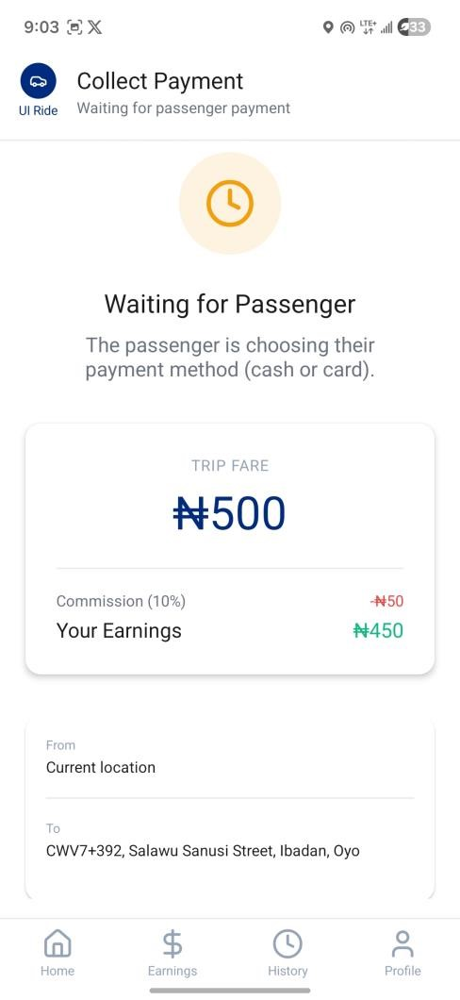 9:03
LTE+
33
UI Ride
Collect Payment
Waiting for passenger payment
Waiting for Passenger
The passenger is choosing their
payment method (cash or card).
TRIP FARE
₦500
Commission (10%) -₦50
Your Earnings ₦450
From
Current location
To
CWV7+392, Salawu Sanusi Street, Ibadan, Oyo
Home Earnings History Profile